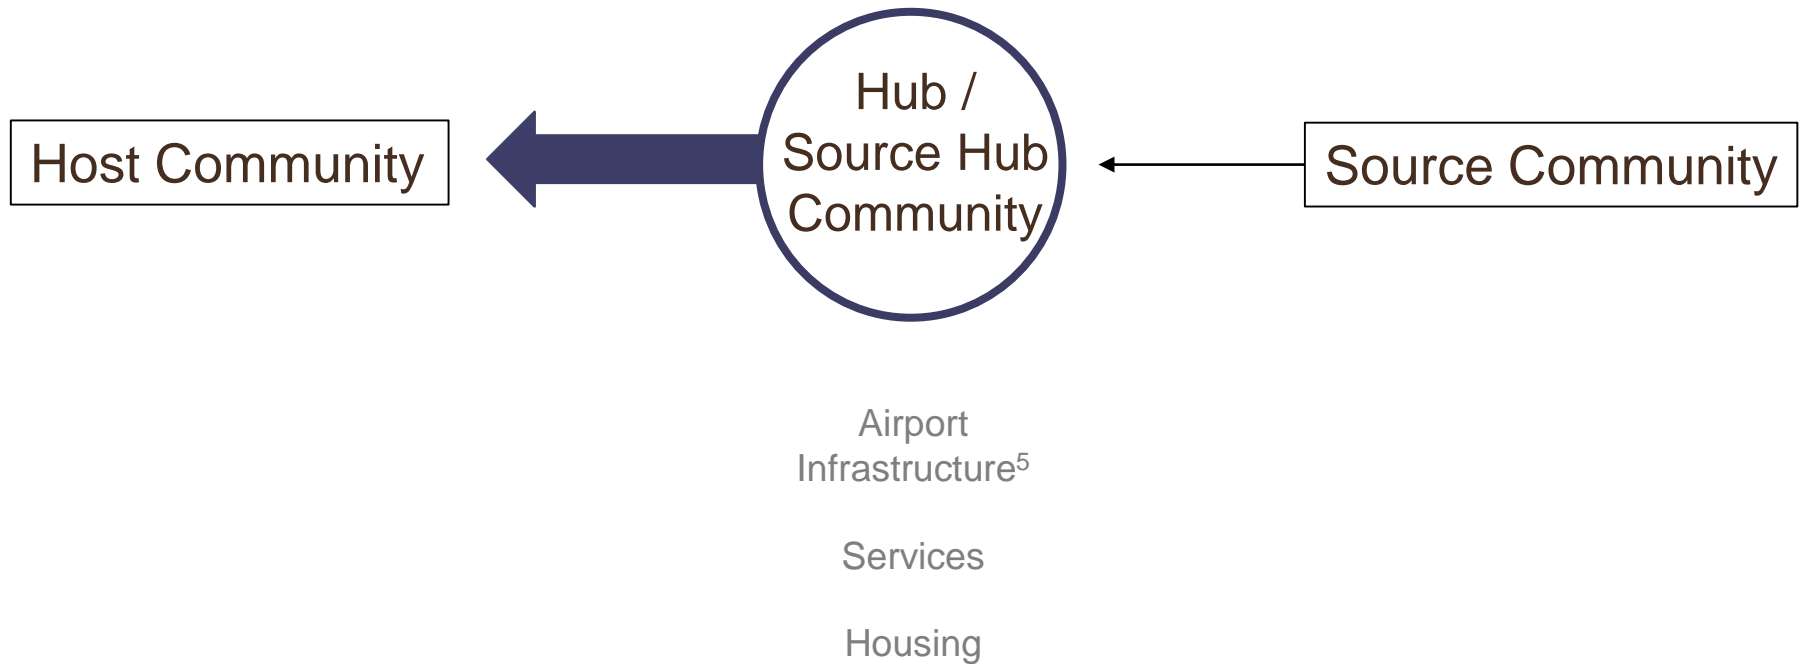 Host Community
Hub /
Source Hub
Community
Source Community
Airport
Infrastructure⁵
Services
Housing